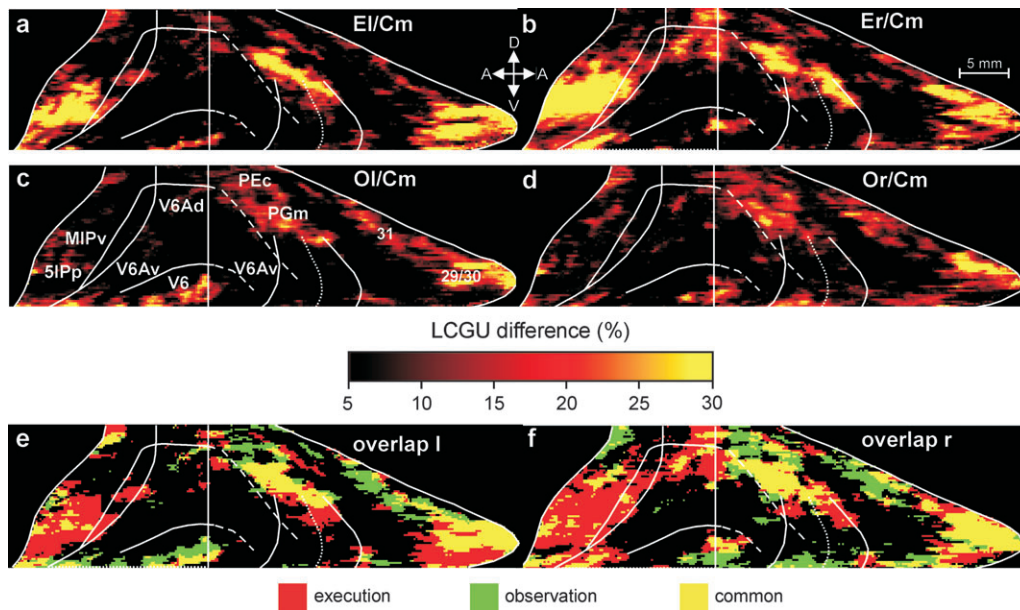 a El/Cm
b Er/Cm
D
A A
V
5 mm
c Ol/Cm
d Or/Cm
PEc
V6Ad
PGm
MIPv
31
5IPp
V6Av
V6Av
29/30
V6
LCGU difference (%)
5 10 15 20 25 30
e overlap l
f overlap r
execution observation common